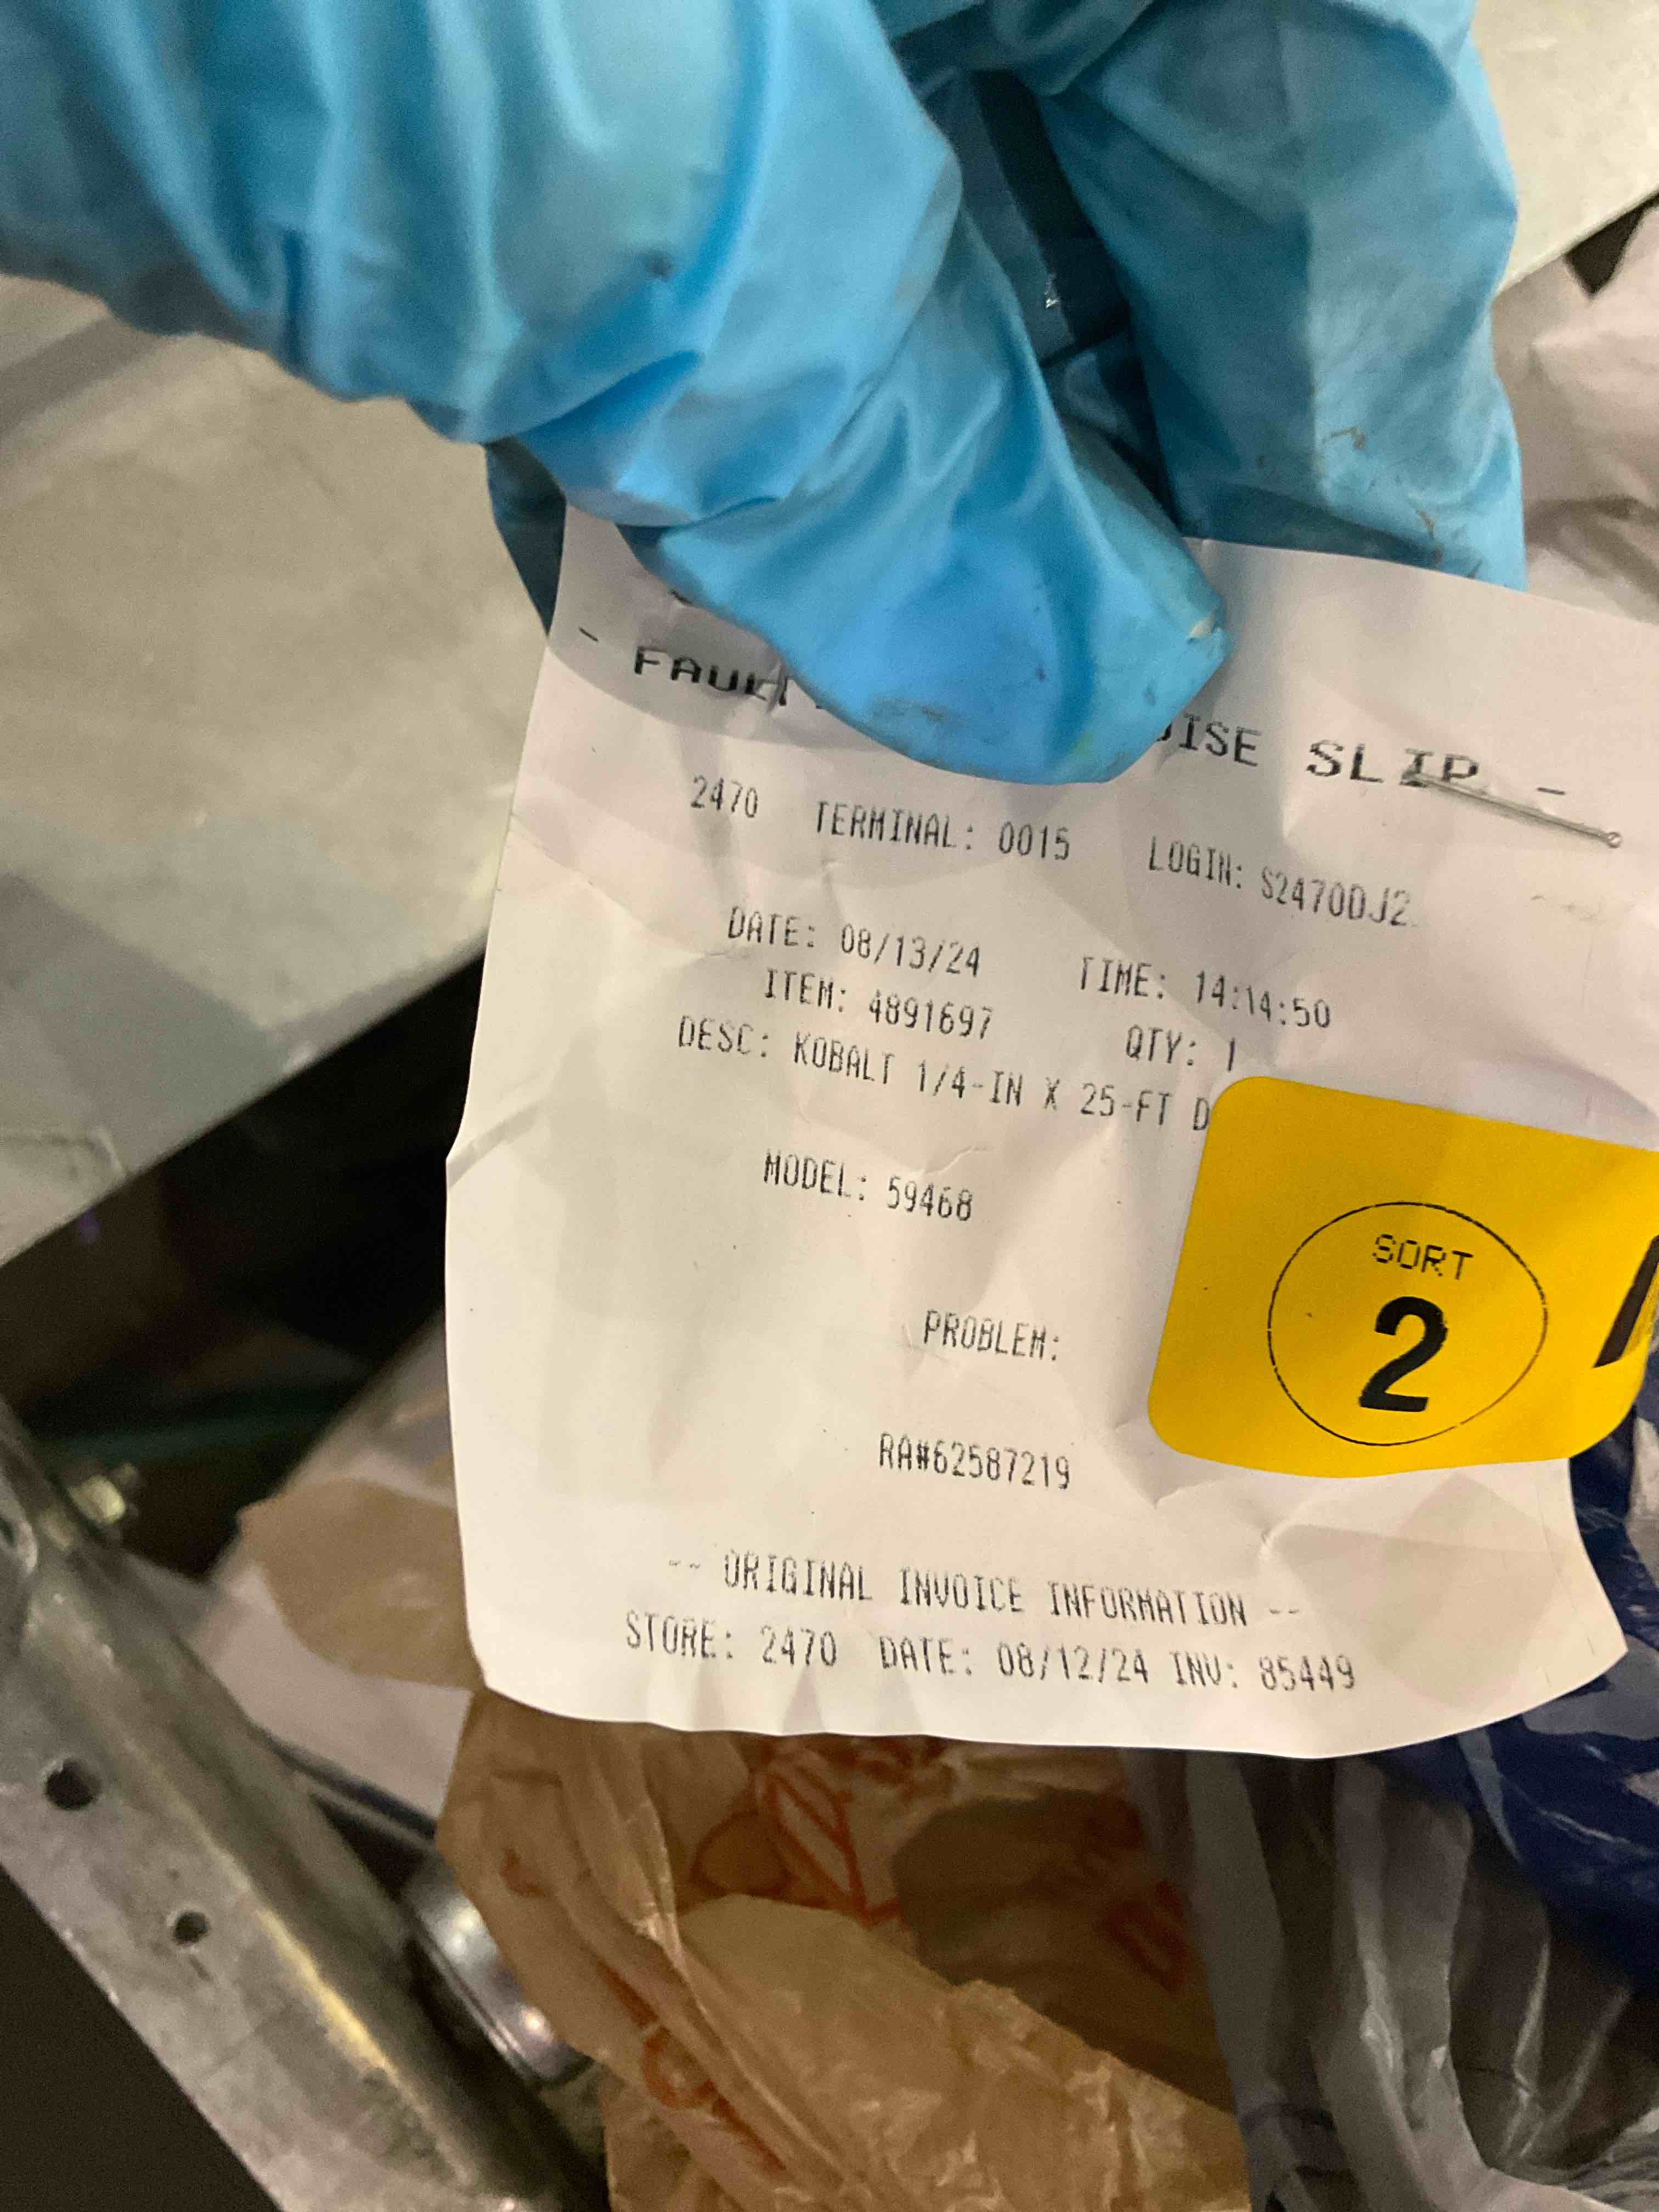 - FAUL ISE SLIP -
2470 TERMINAL: 0015 LOGIN: S2470DJ2
DATE: 08/13/24 TIME: 14:14:50
ITEM: 4891697 QTY: 1
DESC: KOBALT 1/4-IN X 25-FT D
MODEL: 59468
SORT
2
PROBLEM:
RA#62587219
-- ORIGINAL INVOICE INFORMATION --
STORE: 2470 DATE: 08/12/24 INV: 85449